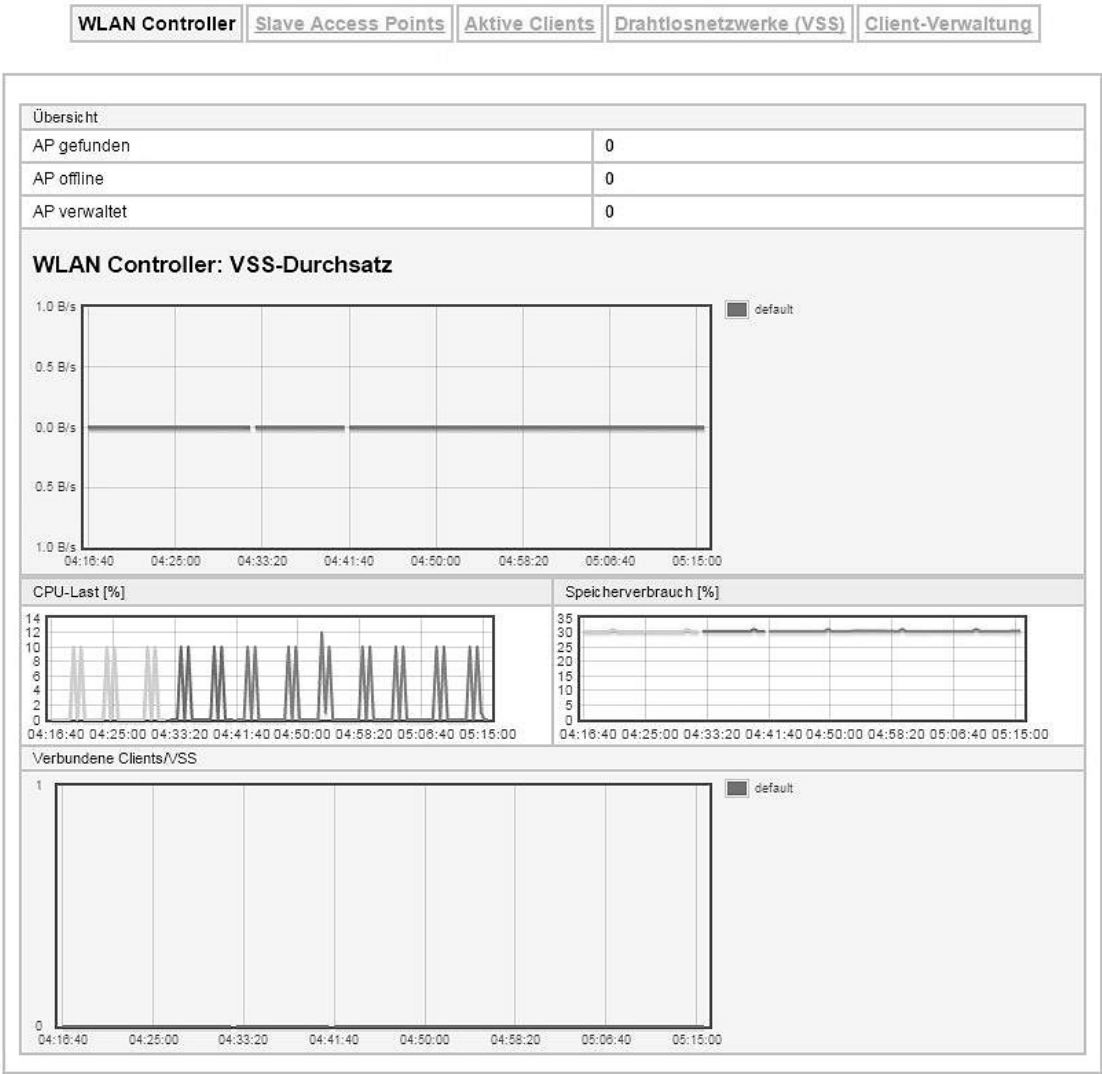 WLAN Controller Slave Access Points Aktive Clients Drahtlosnetzwerke (VSS) Client-Verwaltung
Übersicht
AP gefunden 0
AP offline 0
AP verwaltet 0
WLAN Controller: VSS-Durchsatz
1.0 B/s
default
0.5 B/s
0.0 B/s
0.5 B/s
1.0 B/s
04:16:40 04:25:00 04:33:20 04:41:40 04:50:00 04:58:20 05:06:40 05:15:00
CPU-Last [%] Speicherverbrauch [%]
14
12
10
8
6
4
2
0
04:16:40 04:25:00 04:33:20 04:41:40 04:50:00 04:58:20 05:06:40 05:15:00
35
30
25
20
15
10
5
0
04:16:40 04:25:00 04:33:20 04:41:40 04:50:00 04:58:20 05:06:40 05:15:00
Verbundene Clients/VSS
1
default
0
04:16:40 04:25:00 04:33:20 04:41:40 04:50:00 04:58:20 05:06:40 05:15:00